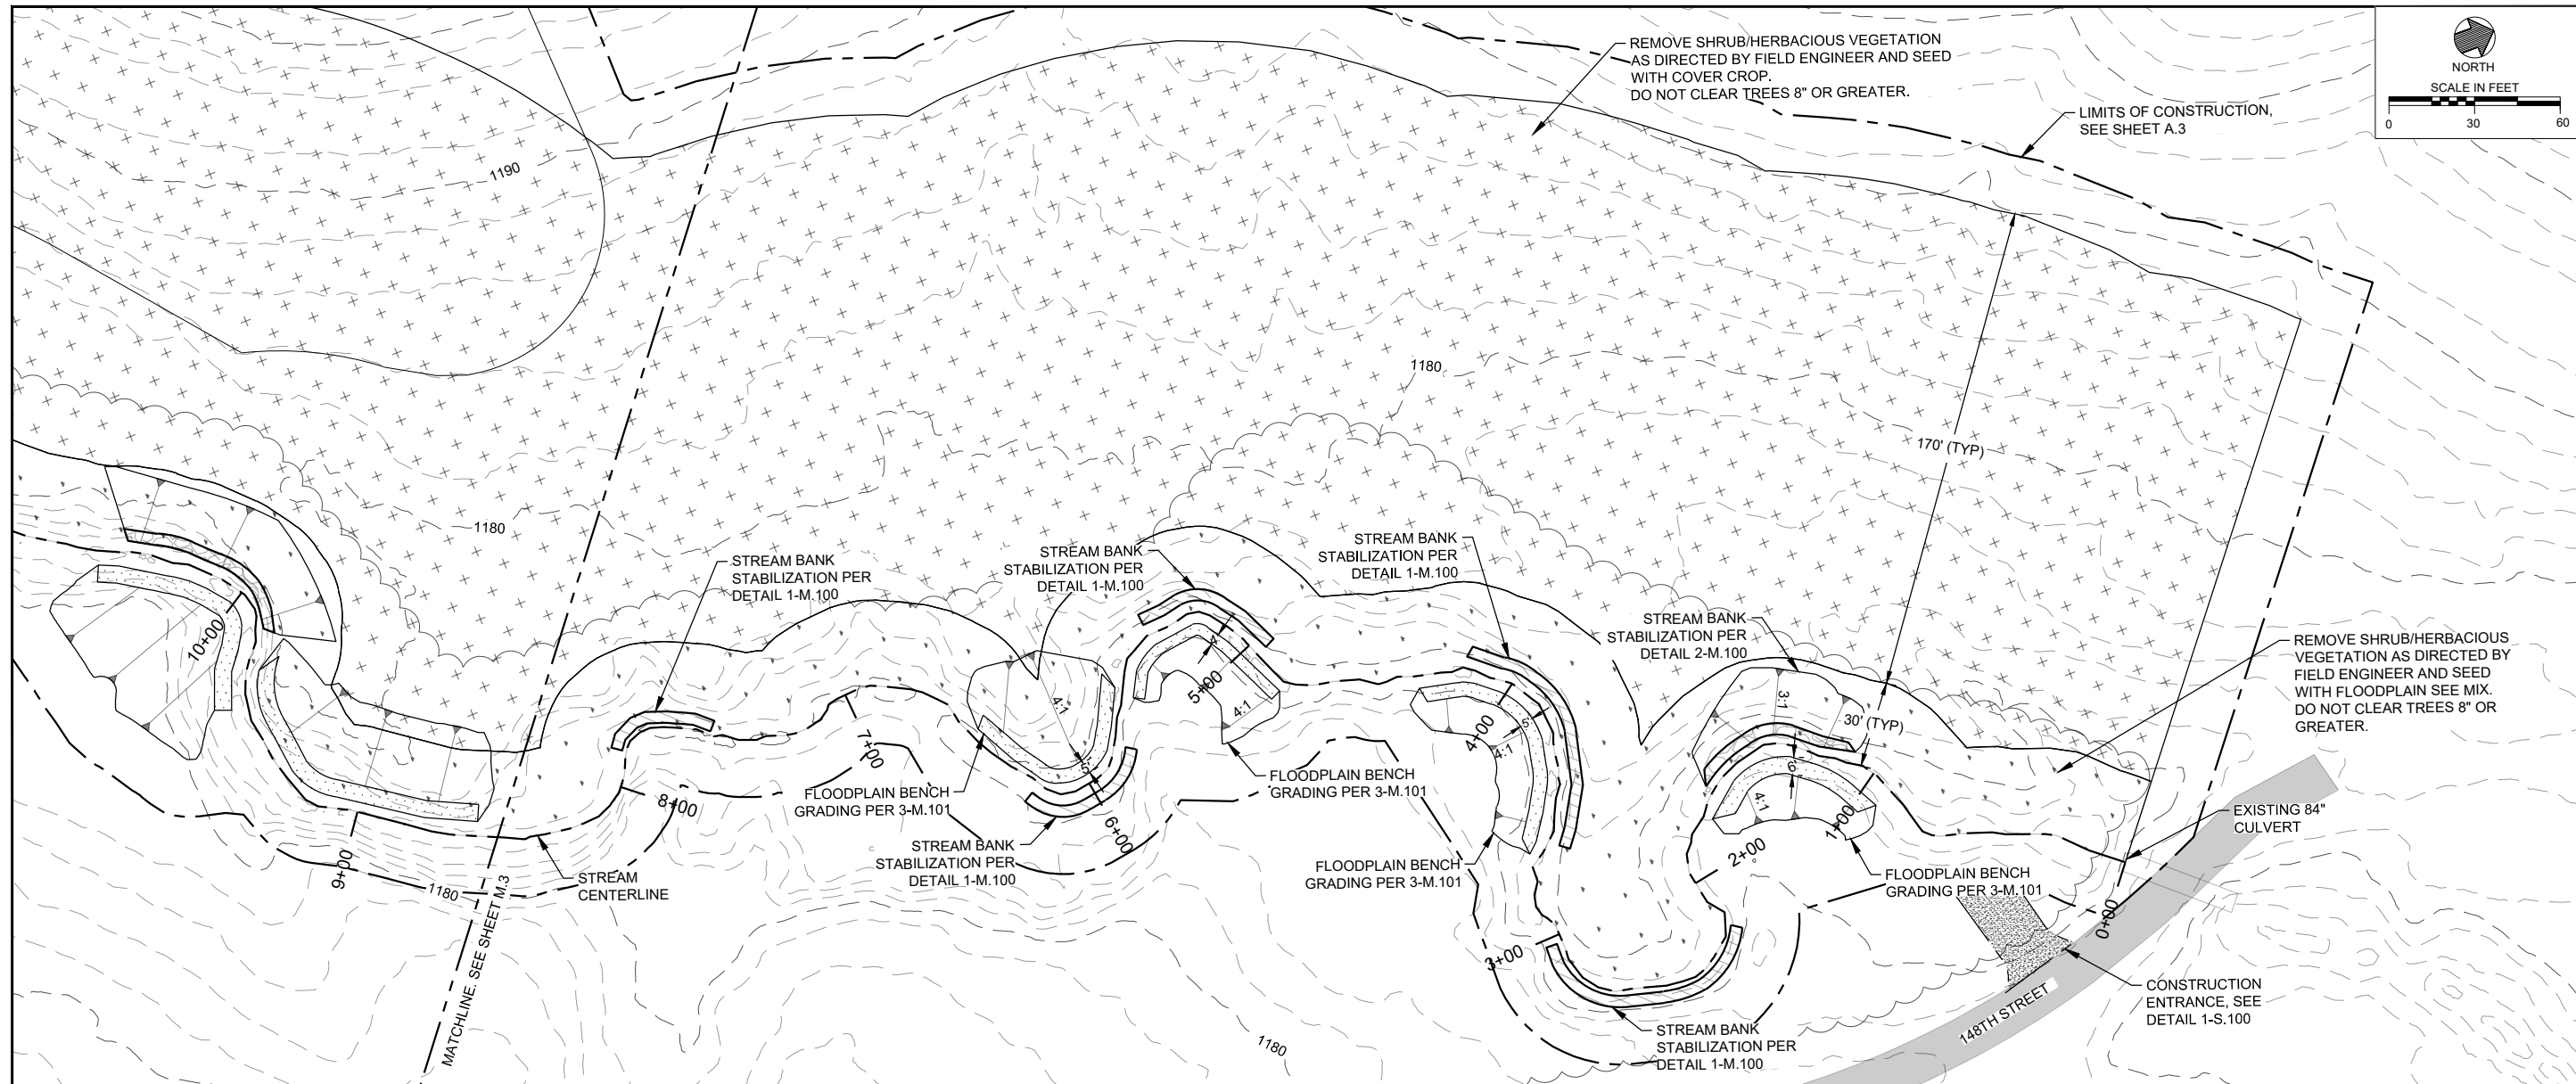 REMOVE SHRUB/HERBACIOUS VEGETATION
AS DIRECTED BY FIELD ENGINEER AND SEED
WITH COVER CROP.
DO NOT CLEAR TREES 8" OR GREATER.
LIMITS OF CONSTRUCTION,
SEE SHEET A.3
NORTH
SCALE IN FEET
0 30 60
1190
1180
1180
170' (TYP)
STREAM BANK
STABILIZATION PER
DETAIL 1-M.100
STREAM BANK
STABILIZATION PER
DETAIL 1-M.100
STREAM BANK
STABILIZATION PER
DETAIL 1-M.100
STREAM BANK
STABILIZATION PER
DETAIL 2-M.100
REMOVE SHRUB/HERBACIOUS
VEGETATION AS DIRECTED BY
FIELD ENGINEER AND SEED
WITH FLOODPLAIN SEE MIX.
DO NOT CLEAR TREES 8" OR
GREATER.
10+00
9+00
8+00
7+00
6+00
5+00
4+00
3+00
2+00
1+00
0+00
4:1
4:1
4:1
4:1
3:1
30' (TYP)
5'
5'
6'
FLOODPLAIN BENCH
GRADING PER 3-M.101
FLOODPLAIN BENCH
GRADING PER 3-M.101
FLOODPLAIN BENCH
GRADING PER 3-M.101
FLOODPLAIN BENCH
GRADING PER 3-M.101
STREAM BANK
STABILIZATION PER
DETAIL 1-M.100
STREAM
CENTERLINE
1180
MATCHLINE. SEE SHEET M.3
EXISTING 84"
CULVERT
CONSTRUCTION
ENTRANCE, SEE
DETAIL 1-S.100
148TH STREET
1180
STREAM BANK
STABILIZATION PER
DETAIL 1-M.100